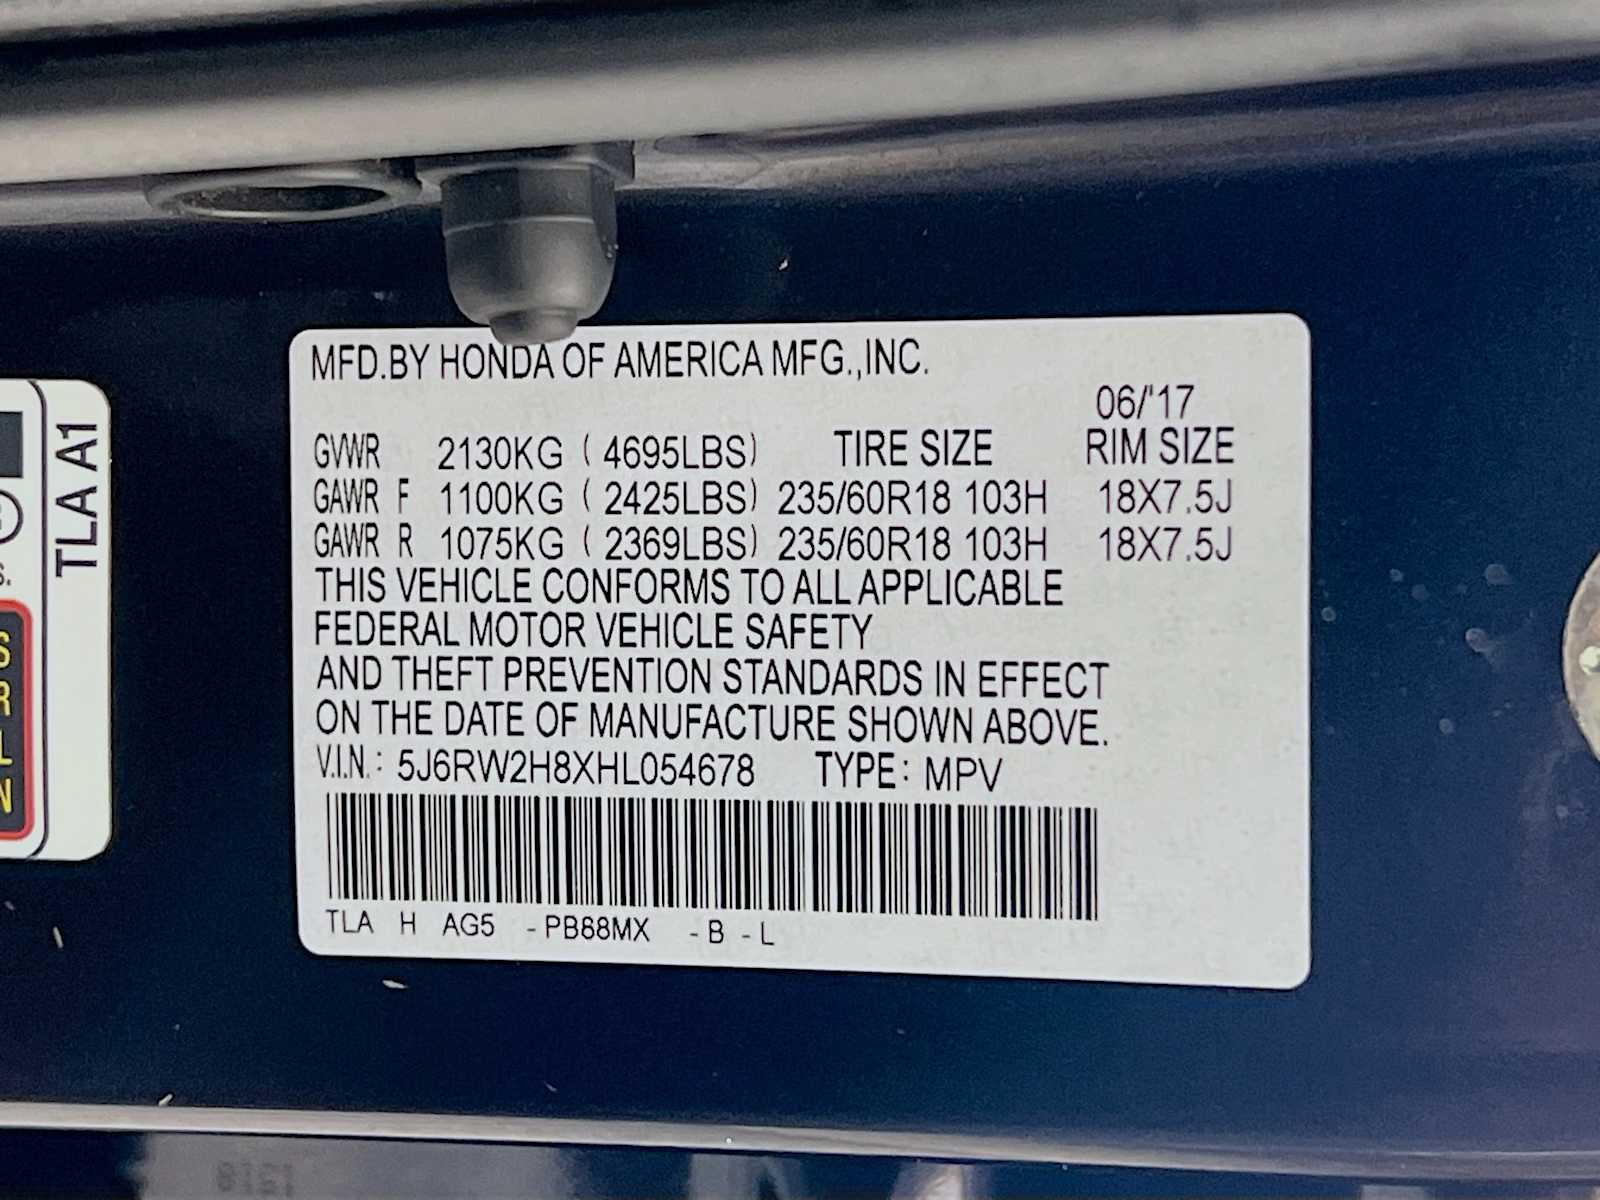 MFD.BY HONDA OF AMERICA MFG.,INC.
06/'17
GVWR 2130KG ( 4695LBS) TIRE SIZE RIM SIZE
GAWR F 1100KG ( 2425LBS) 235/60R18 103H 18X7.5J
GAWR R 1075KG ( 2369LBS) 235/60R18 103H 18X7.5J
THIS VEHICLE CONFORMS TO ALL APPLICABLE
FEDERAL MOTOR VEHICLE SAFETY
AND THEFT PREVENTION STANDARDS IN EFFECT
ON THE DATE OF MANUFACTURE SHOWN ABOVE.
V.I.N.: 5J6RW2H8XHL054678 TYPE: MPV
TLA H AG5 -PB88MX -B -L
TLA A1
S.
S
R
L
N